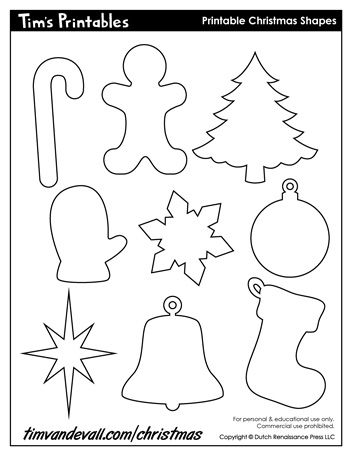 Tim's Printables
Printable Christmas Shapes
For personal & educational use only.
Commercial use prohibited.
timvandevall.com/christmas
Copyright © Dutch Renaissance Press LLC